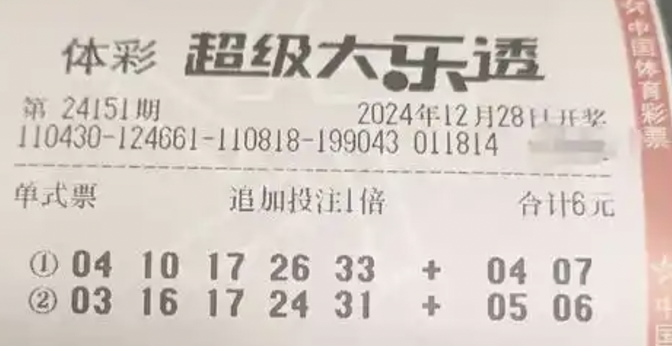 体彩 超级大乐透
第 24151期 2024年12月28日开奖
110430-124661-110818-199043 011814
单式票 追加投注1倍 合计6元
① 04 10 17 26 33 + 04 07
② 03 16 17 24 31 + 05 06
中国体育彩票
中国